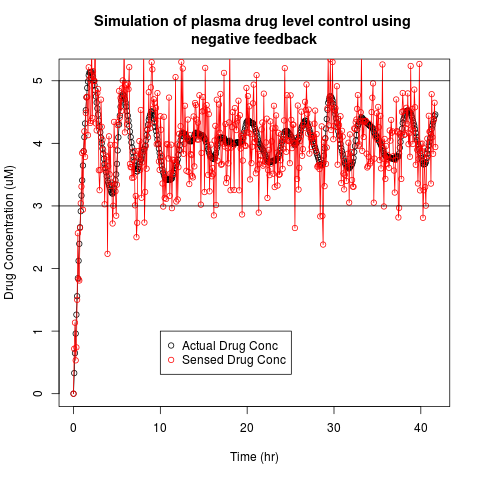 Simulation of plasma drug level control using
negative feedback
Drug Concentration (uM)
5
4
3
2
1
0
Actual Drug Conc
Sensed Drug Conc
0 10 20 30 40
Time (hr)